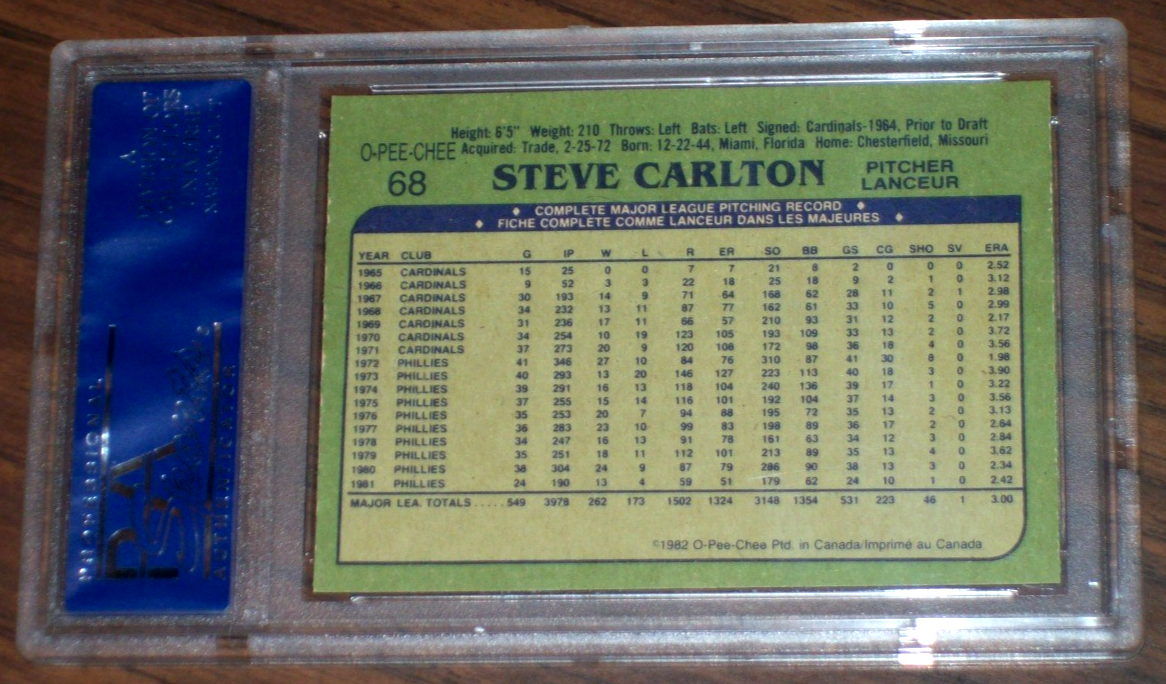 Height: 6'5" Weight: 210 Throws: Left Bats: Left Signed: Cardinals-1964, Prior to Draft
O-PEE-CHEE Acquired: Trade, 2-25-72 Born: 12-22-44, Miami, Florida Home: Chesterfield, Missouri
68 STEVE CARLTON PITCHER
LANCEUR
COMPLETE MAJOR LEAGUE PITCHING RECORD
FICHE COMPLÈTE COMME LANCEUR DANS LES MAJEURES
YEAR CLUB G IP W L R ER SO BB GS CG SHO SV ERA
1965 CARDINALS 15 25 0 0 7 7 21 8 2 0 0 0 2.52
1966 CARDINALS 9 52 3 3 22 18 25 18 9 2 1 0 3.12
1967 CARDINALS 30 193 14 9 71 64 168 62 28 11 2 1 2.98
1968 CARDINALS 34 232 13 11 87 77 162 61 33 10 5 0 2.99
1969 CARDINALS 31 236 17 11 66 57 210 93 31 12 2 0 2.17
1970 CARDINALS 34 254 10 19 123 105 193 109 33 13 2 0 3.72
1971 CARDINALS 37 273 20 9 120 108 172 98 36 18 4 0 3.56
1972 PHILLIES 41 346 27 10 84 76 310 87 41 30 8 0 1.98
1973 PHILLIES 40 293 13 20 146 127 223 113 40 18 3 0 3.90
1974 PHILLIES 39 291 16 13 118 104 240 136 39 17 1 0 3.22
1975 PHILLIES 37 255 15 14 116 101 192 104 37 14 3 0 3.56
1976 PHILLIES 35 253 20 7 94 88 195 72 35 13 2 0 3.13
1977 PHILLIES 36 283 23 10 99 83 198 89 36 17 2 0 2.64
1978 PHILLIES 34 247 16 13 91 78 161 63 34 12 3 0 2.84
1979 PHILLIES 35 251 18 11 112 101 213 89 35 13 4 0 3.62
1980 PHILLIES 38 304 24 9 87 79 286 90 38 13 3 0 2.34
1981 PHILLIES 24 190 13 4 59 51 179 62 24 10 1 0 2.42
MAJOR LEA. TOTALS ..... 549 3978 262 173 1502 1324 3148 1354 531 223 46 1 3.00
©1982 O-Pee-Chee Ptd. in Canada/Imprimé au Canada
PROFESSIONAL
PSA
AUTHENTICATOR